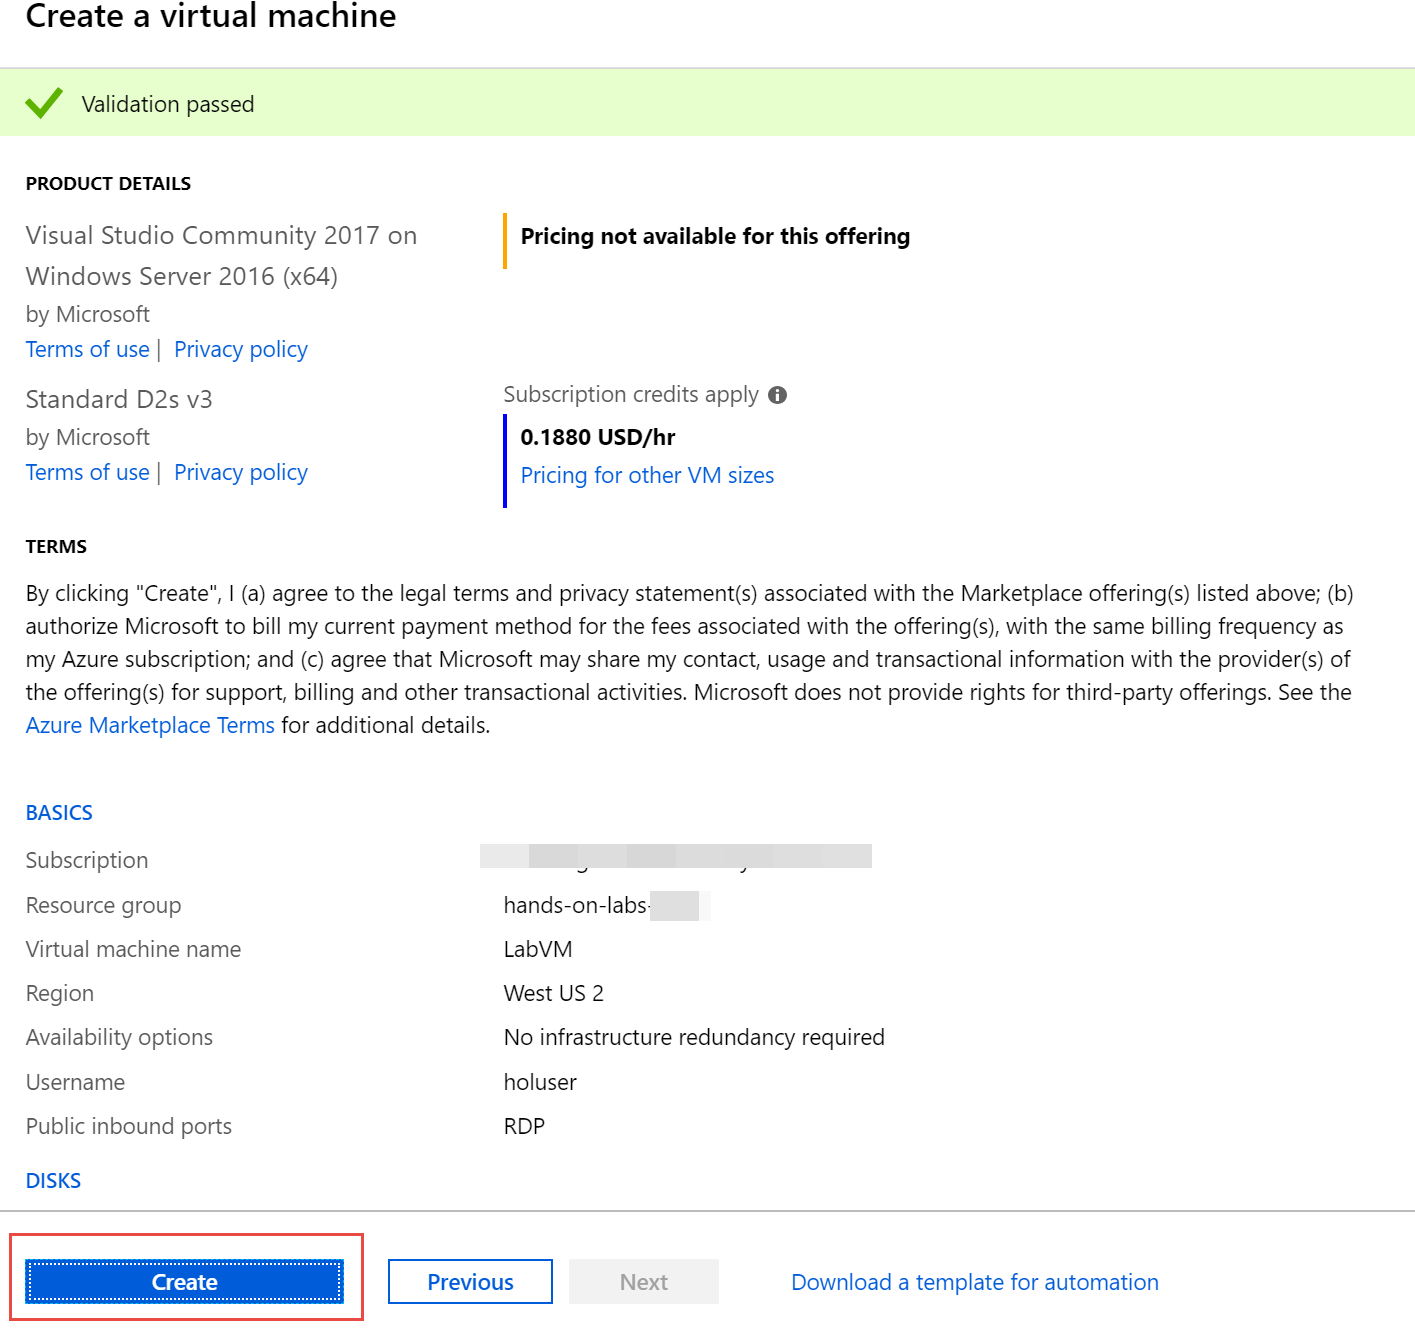 Create a virtual machine
Validation passed
PRODUCT DETAILS
Visual Studio Community 2017 on
Windows Server 2016 (x64)
by Microsoft
Terms of use | Privacy policy
Pricing not available for this offering
Standard D2s v3
by Microsoft
Terms of use | Privacy policy
Subscription credits apply
0.1880 USD/hr
Pricing for other VM sizes
TERMS
By clicking "Create", I (a) agree to the legal terms and privacy statement(s) associated with the Marketplace offering(s) listed above; (b)
authorize Microsoft to bill my current payment method for the fees associated with the offering(s), with the same billing frequency as
my Azure subscription; and (c) agree that Microsoft may share my contact, usage and transactional information with the provider(s) of
the offering(s) for support, billing and other transactional activities. Microsoft does not provide rights for third-party offerings. See the
Azure Marketplace Terms for additional details.
BASICS
Subscription
Resource group hands-on-labs-
Virtual machine name LabVM
Region West US 2
Availability options No infrastructure redundancy required
Username holuser
Public inbound ports RDP
DISKS
Create Previous Next Download a template for automation